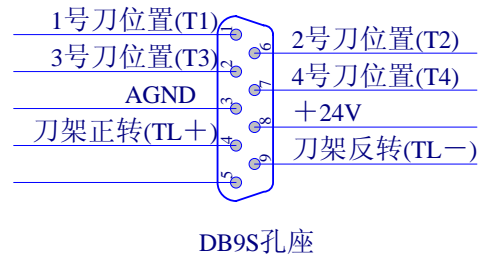 1号刀位置(T1)
1
6
2号刀位置(T2)
3号刀位置(T3)
2
7
4号刀位置(T4)
AGND
3
8
＋24V
刀架正转(TL＋)
4
9
刀架反转(TL－)
5
DB9S孔座